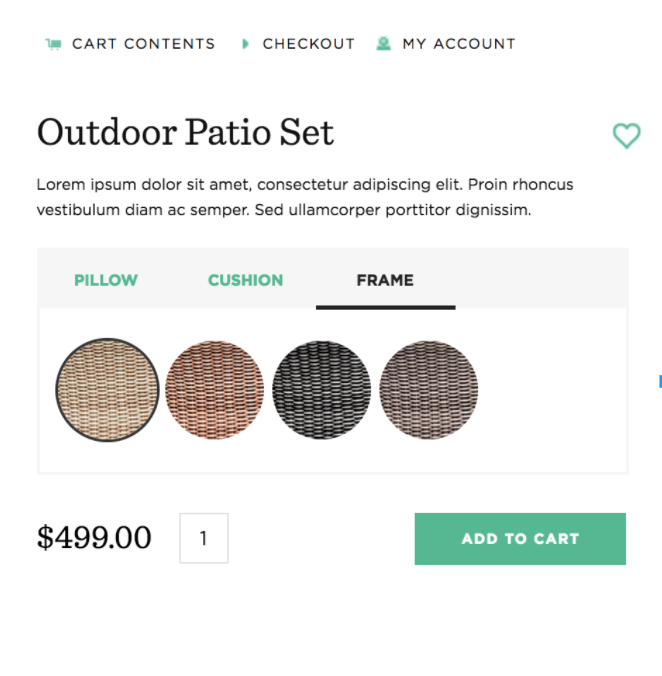 CART CONTENTS CHECKOUT MY ACCOUNT
Outdoor Patio Set
Lorem ipsum dolor sit amet, consectetur adipiscing elit. Proin rhoncus
vestibulum diam ac semper. Sed ullamcorper porttitor dignissim.
PILLOW CUSHION FRAME
$499.00 1 ADD TO CART